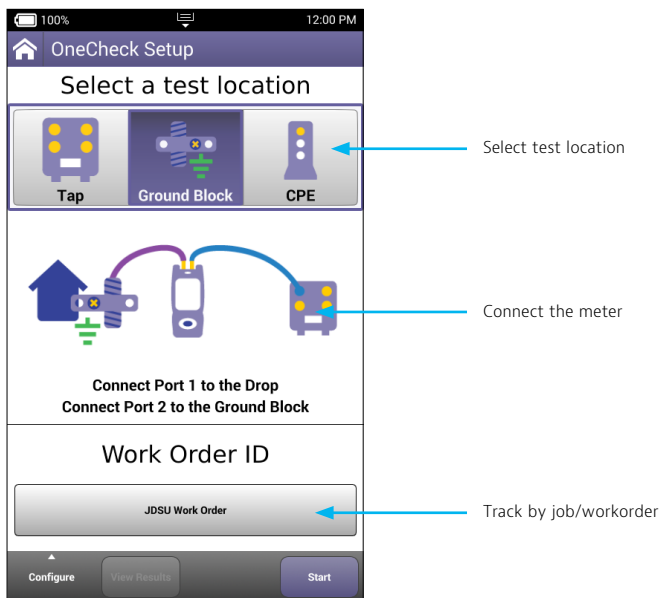 100%
12:00 PM
OneCheck Setup
Select a test location
Tap
Ground Block
CPE
Select test location
Connect the meter
Connect Port 1 to the Drop
Connect Port 2 to the Ground Block
Work Order ID
JDSU Work Order
Track by job/workorder
Configure
View Results
Start